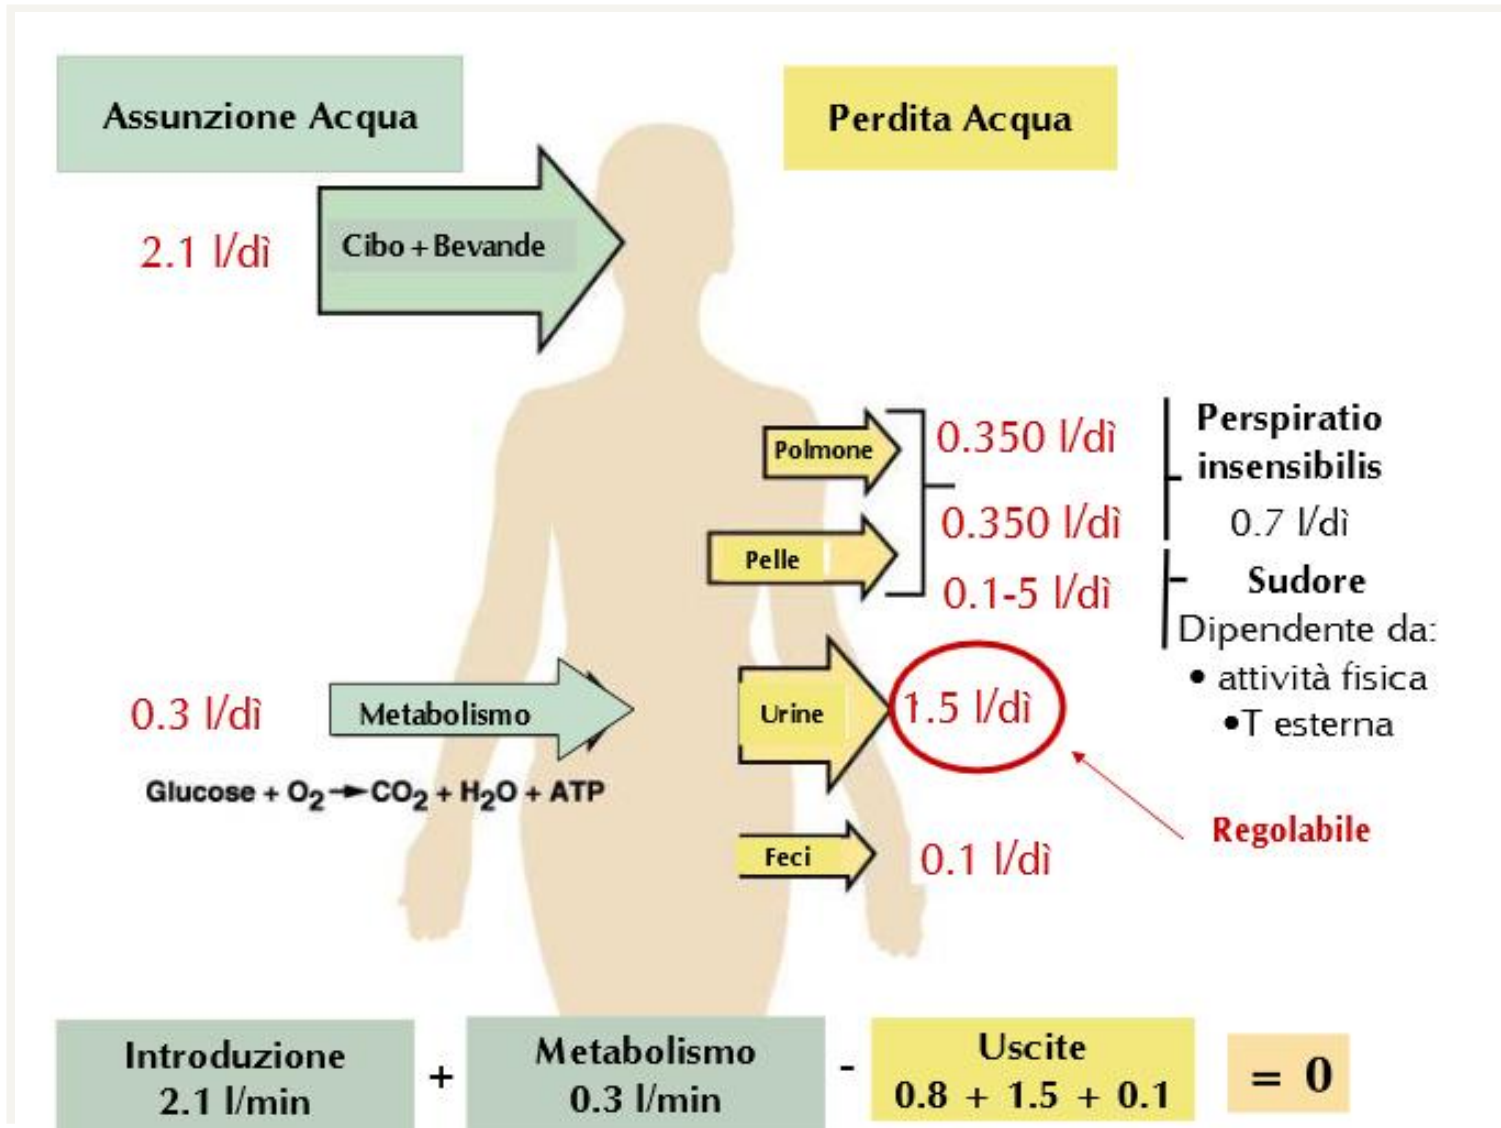 Assunzione Acqua
Perdita Acqua
2.1 l/dì
Cibo + Bevande
Polmone
0.350 l/dì
Perspiratio
insensibilis
0.7 l/dì
Pelle
0.350 l/dì
0.1-5 l/dì
Sudore
Dipendente da:
• attività fisica
•T esterna
0.3 l/dì
Metabolismo
Glucose + O₂→CO₂ + H₂O + ATP
Urine
1.5 l/dì
Regolabile
Feci
0.1 l/dì
Introduzione
2.1 l/min
+
Metabolismo
0.3 l/min
-
Uscite
0.8 + 1.5 + 0.1
= 0